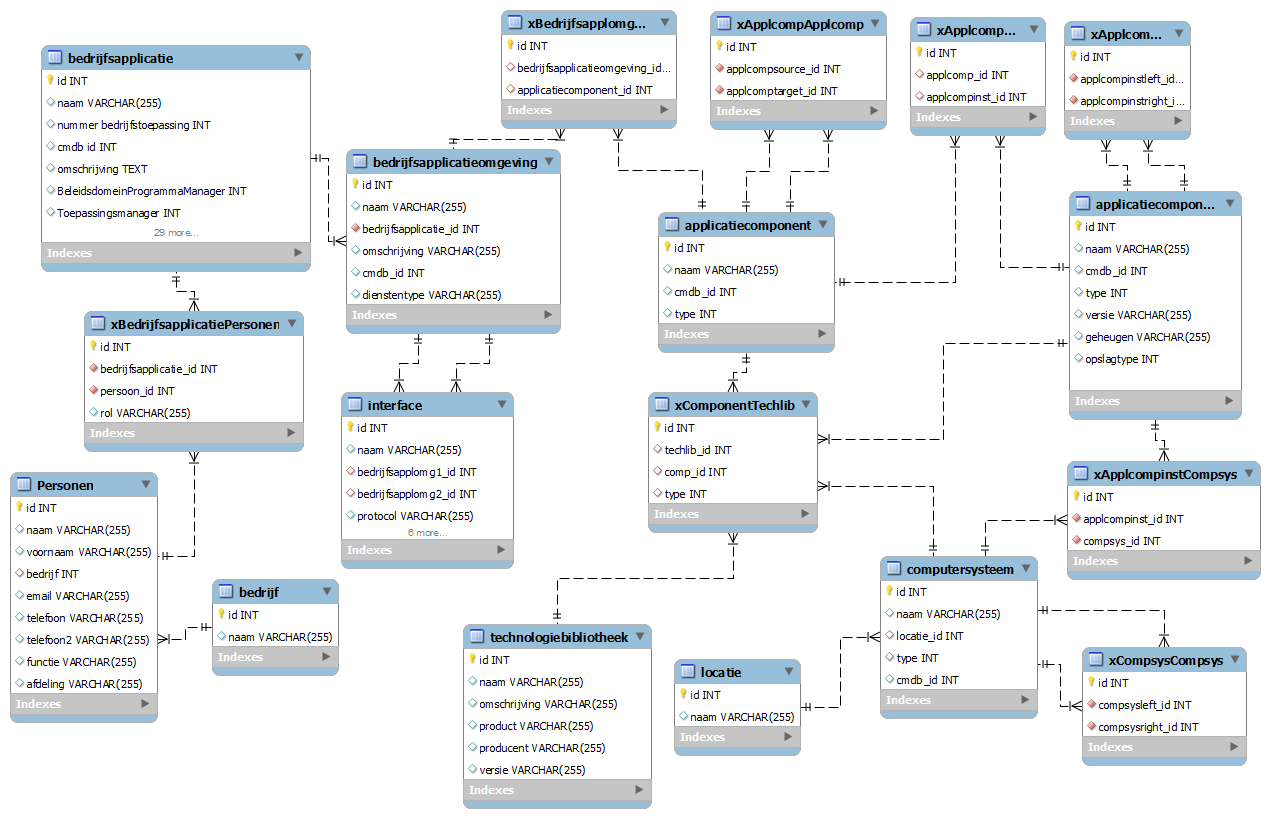 bedrijfsapplicatie
id INT
naam VARCHAR(255)
nummer bedrijfstoepassing INT
cmdb id INT
omschrijving TEXT
BeleidsdomeinProgrammaManager INT
Toepassingsmanager INT
29 more...
Indexes
xBedrijfsapplomg...
id INT
bedrijfsapplicatieomgeving_id...
applicatiecomponent_id INT
Indexes
xApplcompApplcomp
id INT
applcompsource_id INT
applcomptarget_id INT
Indexes
xApplcomp...
id INT
applcomp_id INT
applcompinst_id INT
Indexes
xApplcom...
id INT
applcompinstleft_id...
applcompinstright_i...
Indexes
bedrijfsapplicatieomgeving
id INT
naam VARCHAR(255)
bedrijfsapplicatie_id INT
omschrijving VARCHAR(255)
cmdb_id INT
dienstentype VARCHAR(255)
Indexes
applicatiecomponent
id INT
naam VARCHAR(255)
cmdb_id INT
type INT
Indexes
applicatiecompon...
id INT
naam VARCHAR(255)
cmdb_id INT
type INT
versie VARCHAR(255)
geheugen VARCHAR(255)
opslagtype INT
Indexes
xBedrijfsapplicatiePersonen
id INT
bedrijfsapplicatie_id INT
persoon_id INT
rol VARCHAR(255)
Indexes
interface
id INT
naam VARCHAR(255)
bedrijfsapplomg1_id INT
bedrijfsapplomg2_id INT
protocol VARCHAR(255)
6 more...
Indexes
xComponentTechlib
id INT
techlib_id INT
comp_id INT
type INT
Indexes
xApplcompinstCompsys
id INT
applcompinst_id INT
compsys_id INT
Indexes
Personen
id INT
naam VARCHAR(255)
voornaam VARCHAR(255)
bedrijf INT
email VARCHAR(255)
telefoon VARCHAR(255)
telefoon2 VARCHAR(255)
functie VARCHAR(255)
afdeling VARCHAR(255)
Indexes
bedrijf
id INT
naam VARCHAR(255)
Indexes
technologiebibliotheek
id INT
naam VARCHAR(255)
omschrijving VARCHAR(255)
product VARCHAR(255)
producent VARCHAR(255)
versie VARCHAR(255)
Indexes
locatie
id INT
naam VARCHAR(255)
Indexes
computersysteem
id INT
naam VARCHAR(255)
locatie_id INT
type INT
cmdb_id INT
Indexes
xCompsysCompsys
id INT
compsysleft_id INT
compsysright_id INT
Indexes